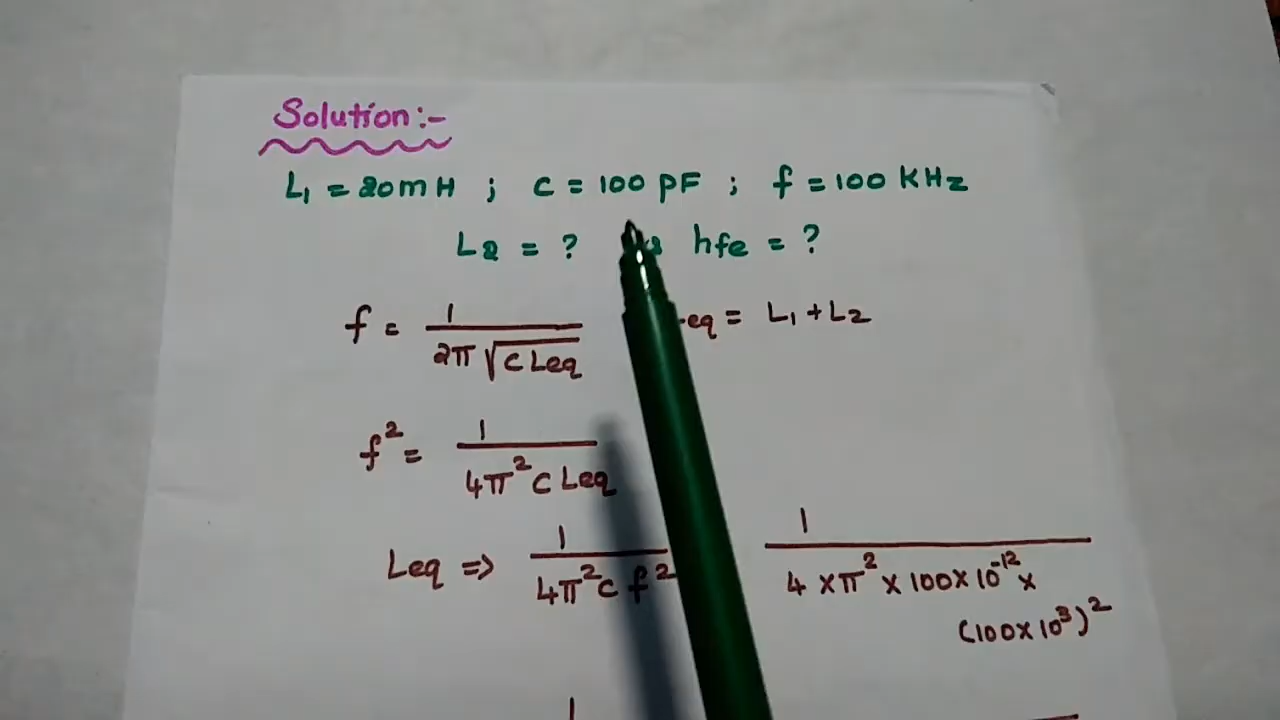 Solution:-
L₁ = 20mH ; C = 100 PF ; f = 100 KHz
L2 = ? hfe = ?
f = 1 / 2π √(C Leq) eq = L₁ + L2
f² = 1 / 4π² C Leq
Leq => 1 / 4π² C f² 1 / 4 × π² × 100 × 10⁻¹² ×
(100 × 10³)²
1